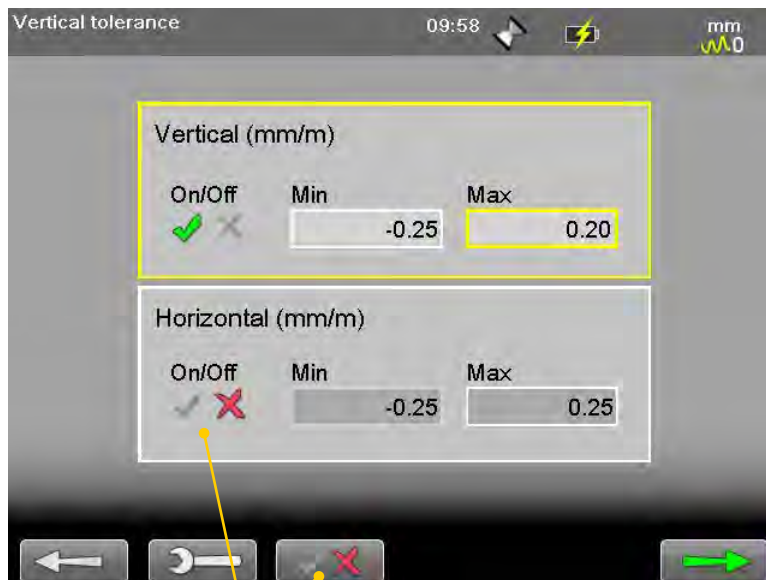 Vertical tolerance 09:58 mm
0
Vertical (mm/m)
On/Off Min Max
-0.25 0.20
Horizontal (mm/m)
On/Off Min Max
-0.25 0.25